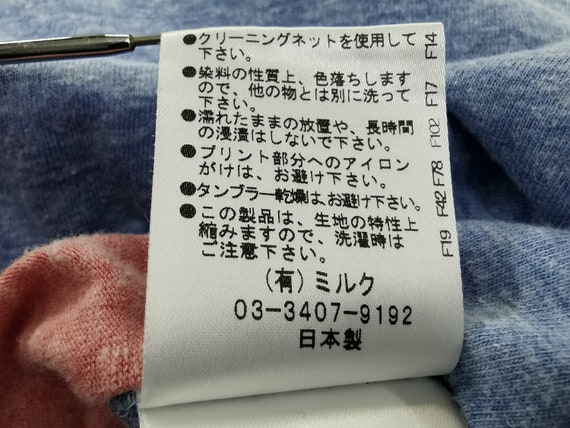 ●クリーニングネットを使用して
下さい。
●染料の性質上、色落ちします
ので、他の物とは別に洗って
下さい。
●濡れたままの放置や、長時間
の浸漬はしないで下さい。
●プリント部分へのアイロン
がけは、お避け下さい。
●タンブラー乾燥は、お避け下さい。
●この製品は、生地の特性上
縮みますので、洗濯時は
ご注意下さい。
(有)ミルク
03-3407-9192
日本製
F19 F42 F78 F102 F17 F14